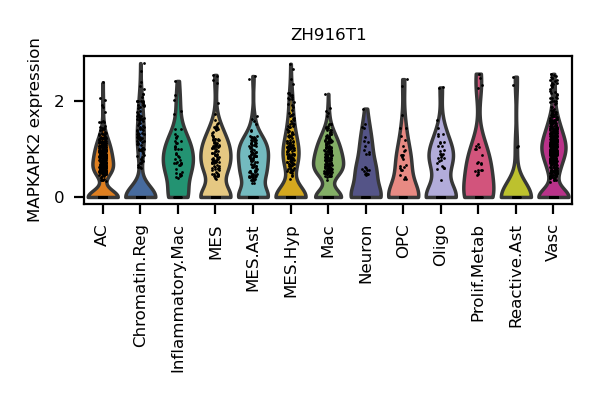 ZH916T1
MAPKAPK2 expression
2
0
AC
Chromatin.Reg
Inflammatory.Mac
MES
MES.Ast
MES.Hyp
Mac
Neuron
OPC
Oligo
Prolif.Metab
Reactive.Ast
Vasc